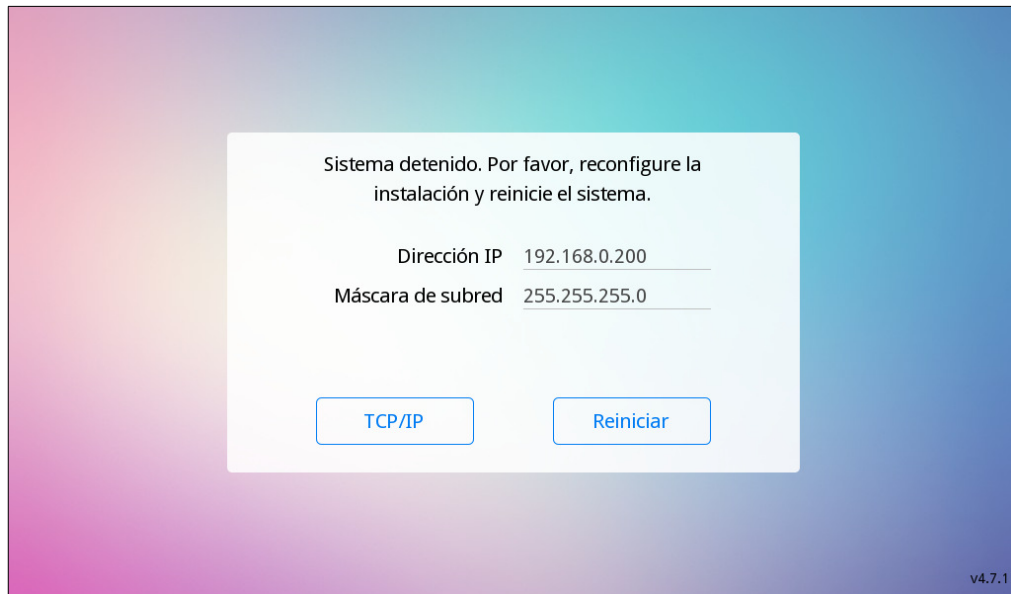 Sistema detenido. Por favor, reconfigure la
instalación y reinicie el sistema.
Dirección IP 192.168.0.200
Máscara de subred 255.255.255.0
TCP/IP Reiniciar
v4.7.1